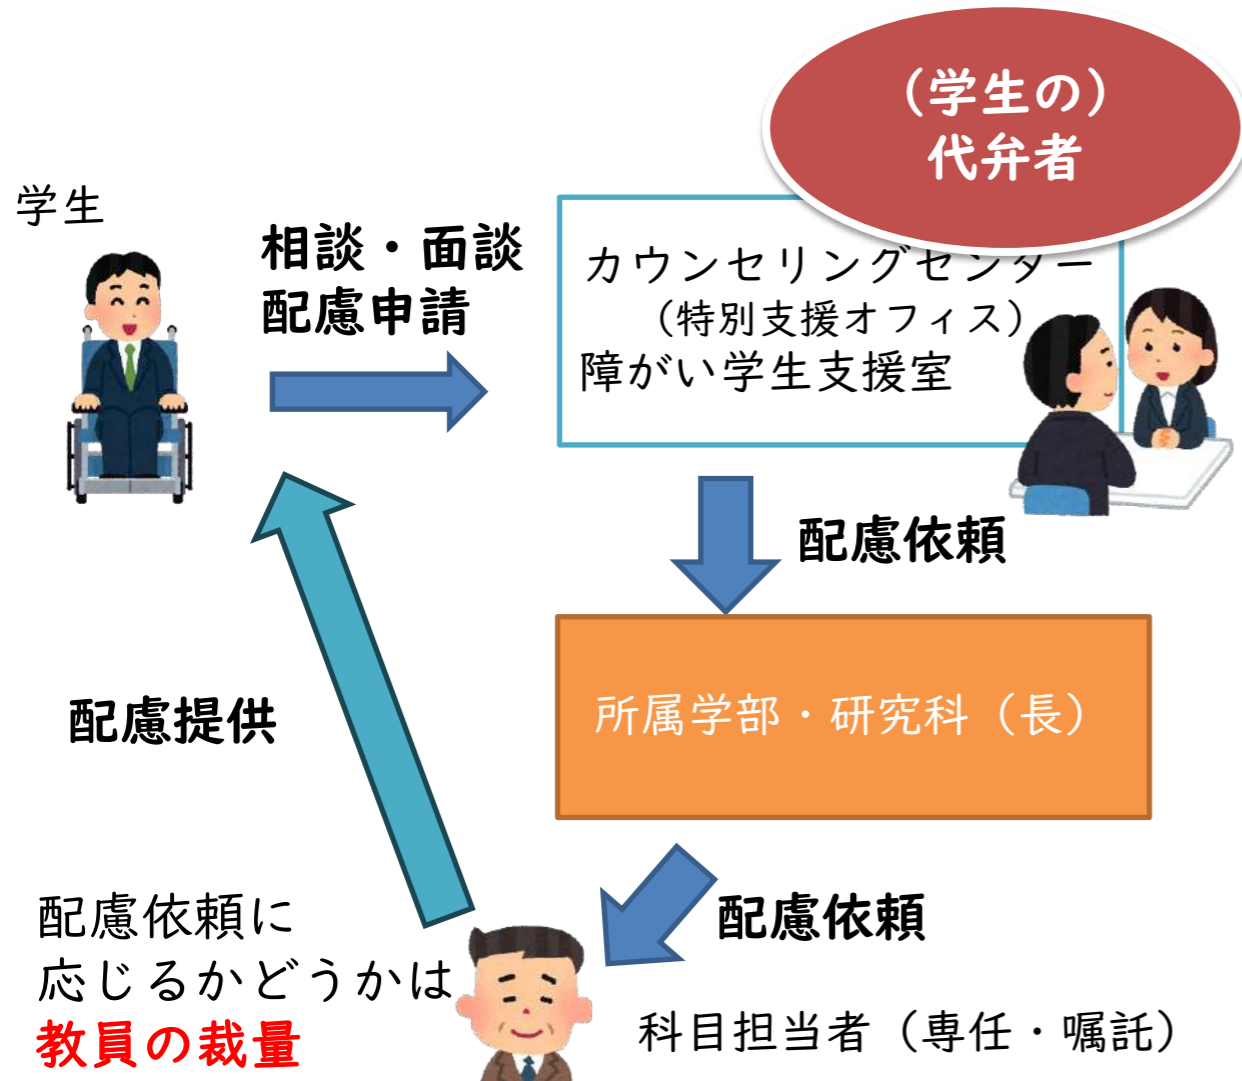 （学生の）
代弁者
学生
相談・面談
配慮申請
カウンセリングセンター
（特別支援オフィス）
障がい学生支援室
配慮依頼
所属学部・研究科（長）
配慮提供
配慮依頼
配慮依頼に
応じるかどうかは
教員の裁量
科目担当者（専任・嘱託）